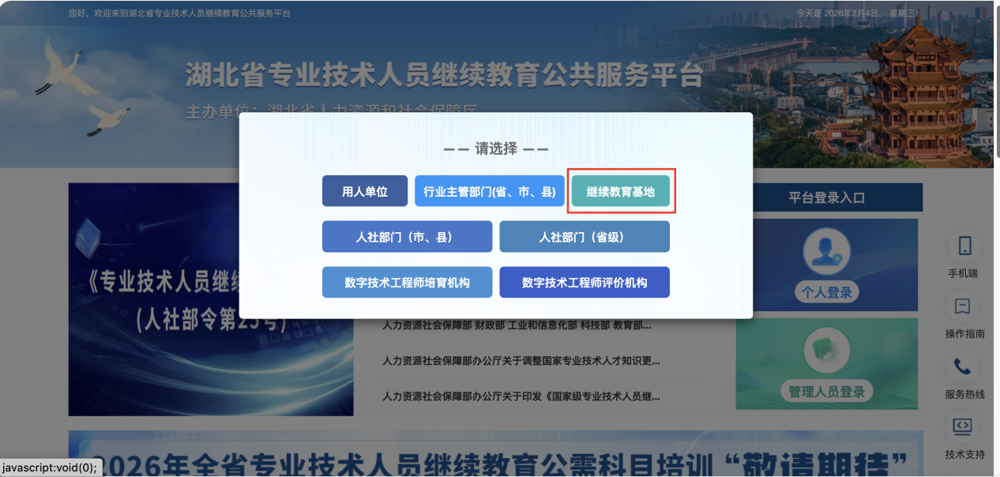 您好，欢迎来到湖北省专业技术人员继续教育公共服务平台
今天是 2026年2月4日， 星期三！
湖北省专业技术人员继续教育公共服务平台
主办单位：湖北省人力资源和社会保障厅
—— 请选择 ——
用人单位
行业主管部门(省、市、县)
继续教育基地
人社部门（市、县）
人社部门（省级）
数字技术工程师培育机构
数字技术工程师评价机构
《专业技术人员继续
(人社部令第25号)
人力资源社会保障部 财政部 工业和信息化部 科技部 教育部...
人力资源社会保障部办公厅关于调整国家专业技术人才知识更...
人力资源社会保障部办公厅关于印发《国家级专业技术人员继...
平台登录入口
个人登录
管理人员登录
手机端
操作指南
服务热线
技术支持
2026年全省专业技术人员继续教育公需科目培训“敬请期待”
javascript:void(0);